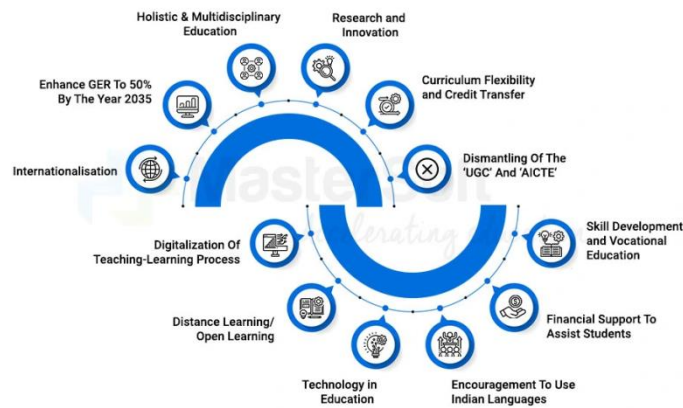 Holistic & Multidisciplinary
Education
Research and
Innovation
Enhance GER To 50%
By The Year 2035
Curriculum Flexibility
and Credit Transfer
Internationalisation
Dismantling Of The
‘UGC’ And ‘AICTE’
MasterSoft
accelerating
Digitalization Of
Teaching-Learning Process
Skill Development
and Vocational
Education
Distance Learning/
Open Learning
Financial Support To
Assist Students
Technology in
Education
Encouragement To Use
Indian Languages